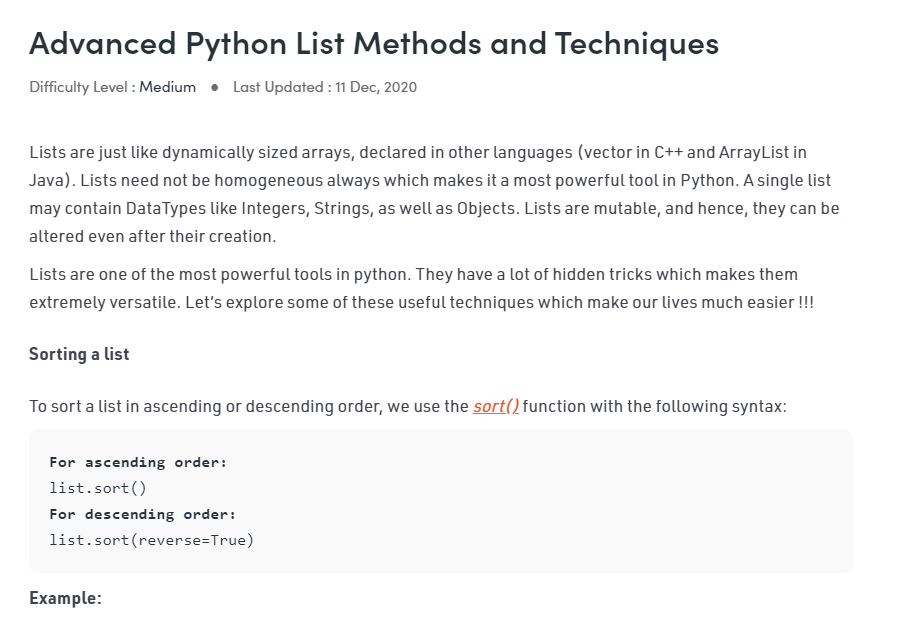 Advanced Python List Methods and Techniques
Difficulty Level : Medium ● Last Updated : 11 Dec, 2020
Lists are just like dynamically sized arrays, declared in other languages (vector in C++ and ArrayList in
Java). Lists need not be homogeneous always which makes it a most powerful tool in Python. A single list
may contain DataTypes like Integers, Strings, as well as Objects. Lists are mutable, and hence, they can be
altered even after their creation.
Lists are one of the most powerful tools in python. They have a lot of hidden tricks which makes them
extremely versatile. Let’s explore some of these useful techniques which make our lives much easier !!!
Sorting a list
To sort a list in ascending or descending order, we use the sort() function with the following syntax:
For ascending order:
list.sort()
For descending order:
list.sort(reverse=True)
Example: